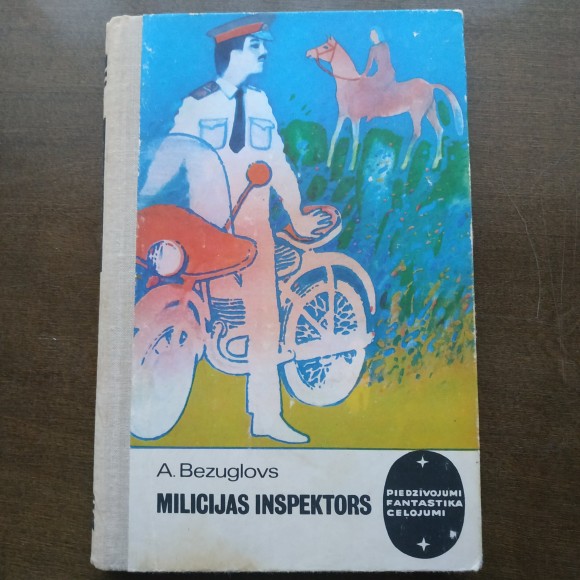 A. Bezuglovs
MILICIJAS INSPEKTORS
PIEDZĪVOJUMI
FANTASTIKA
CEĻOJUMI